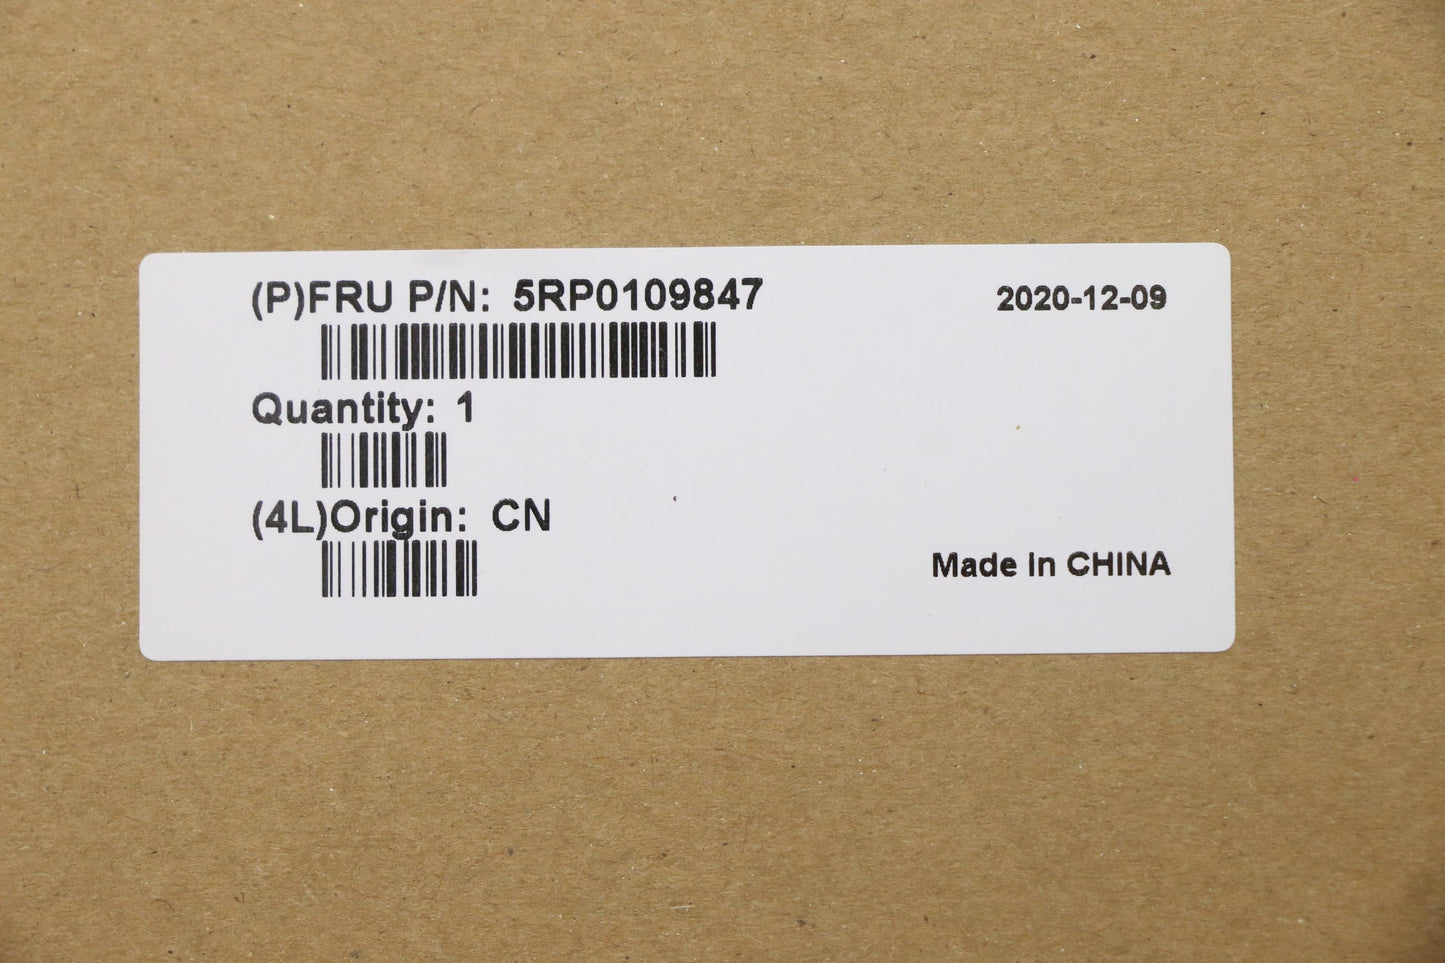 (P)FRU P/N: 5RP0109847
2020-12-09
Quantity: 1
(4L)Origin: CN
Made In CHINA